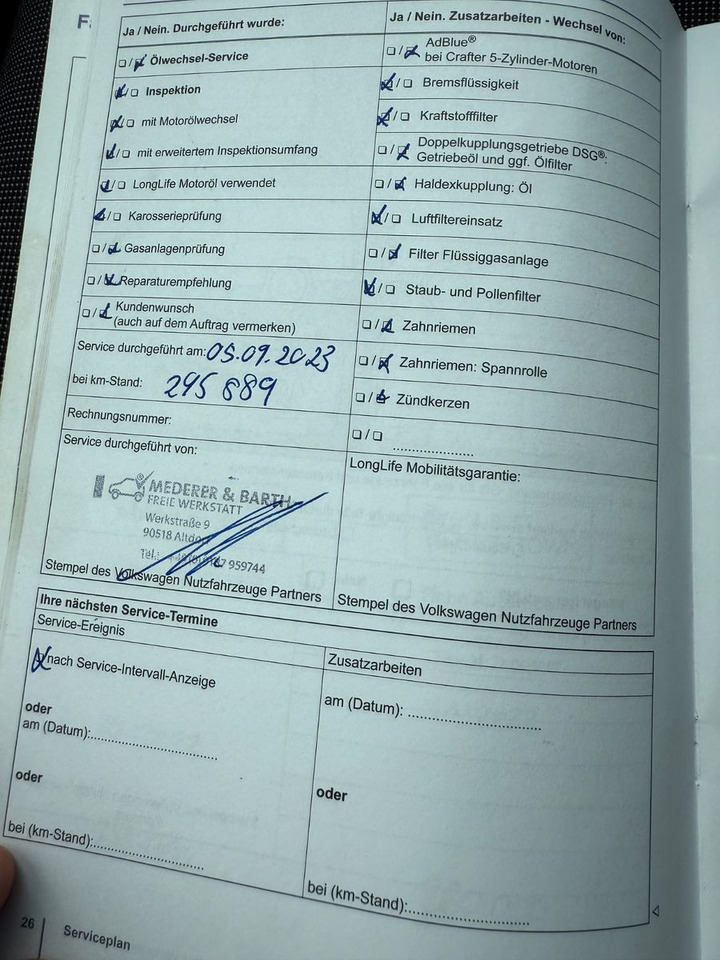 Ja / Nein. Durchgeführt wurde:
Ölwechsel-Service
Inspektion
mit Motorölwechsel
mit erweitertem Inspektionsumfang
LongLife Motoröl verwendet
Karosserieprüfung
Gasanlagenprüfung
Reparaturempfehlung
Kundenwunsch
(auch auf dem Auftrag vermerken)
Service durchgeführt am: 05.09.2023
bei km-Stand: 295 889
Rechnungsnummer:
Service durchgeführt von:
MEDERER & BARTH
FREIE WERKSTATT
Werkstraße 9
90518 Altdorf
Tel.: 959744
Stempel des Volkswagen Nutzfahrzeuge Partners
Ja / Nein. Zusatzarbeiten - Wechsel von:
AdBlue®
bei Crafter 5-Zylinder-Motoren
Bremsflüssigkeit
Kraftstofffilter
Doppelkupplungsgetriebe DSG®:
Getriebeöl und ggf. Ölfilter
Haldexkupplung: Öl
Luftfiltereinsatz
Filter Flüssiggasanlage
Staub- und Pollenfilter
Zahnriemen
Zahnriemen: Spannrolle
Zündkerzen
LongLife Mobilitätsgarantie:
Stempel des Volkswagen Nutzfahrzeuge Partners
Ihre nächsten Service-Termine
Service-Ereignis
nach Service-Intervall-Anzeige
oder
am (Datum):
oder
bei (km-Stand):
Zusatzarbeiten
am (Datum):
oder
bei (km-Stand):
26 Serviceplan